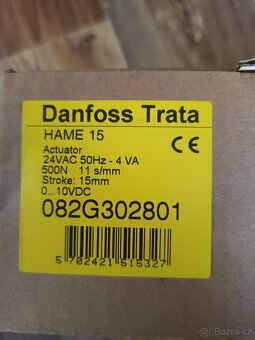 Danfoss Trata
HAME 15
Actuator
24VAC 50Hz - 4 VA
500N 11 s/mm
Stroke: 15mm
0...10VDC
CE
082G302801
5 702421 515327
sbazar.cz